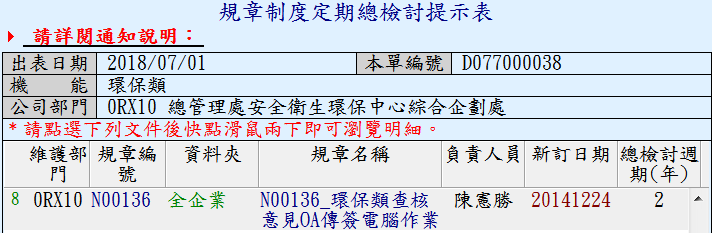 規章制度定期總檢討提示表
請詳閱通知說明：
出表日期 2018/07/01 本單編號 D077000038
機能 環保類
公司部門 0RX10 總管理處安全衛生環保中心綜合企劃處
*請點選下列文件後快點滑鼠兩下即可瀏覽明細。
維護部門 規章編號 資料夾 規章名稱 負責人員 新訂日期 總檢討週期(年)
8 0RX10 N00136 全企業 N00136_環保類查核意見OA傳簽電腦作業 陳憲勝 20141224 2